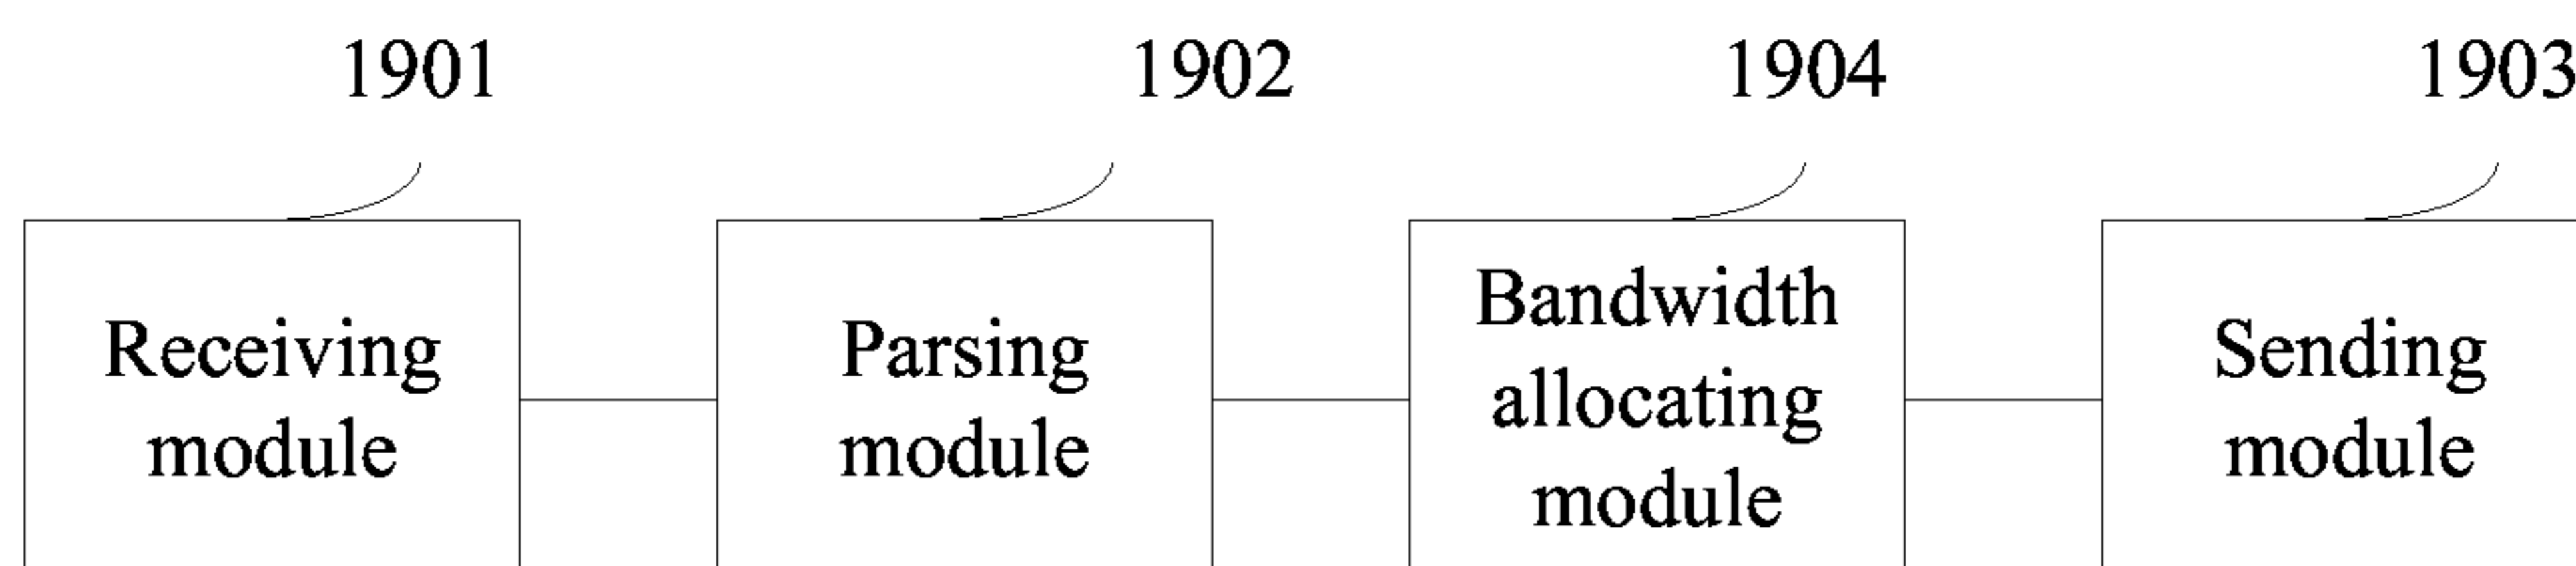 1901
1902
1904
1903
Receiving
module
Parsing
module
Bandwidth
allocating
module
Sending
module